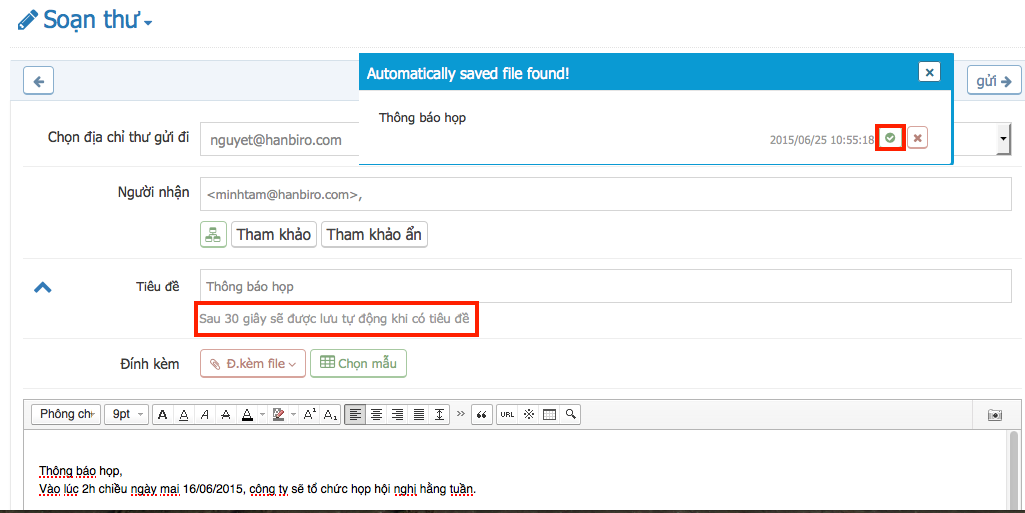 Soạn thư
Automatically saved file found!
gửi
Thông báo họp
2015/06/25 10:55:18
Chọn địa chỉ thư gửi đi
nguyet@hanbiro.com
Người nhận
<minhtam@hanbiro.com>,
Tham khảo Tham khảo ẩn
Tiêu đề
Thông báo họp
Sau 30 giây sẽ được lưu tự động khi có tiêu đề
Đính kèm
Đ.kèm file Chọn mẫu
Phông ch 9pt A A A A A A¹ A₁ URL
Thông báo họp,
Vào lúc 2h chiều ngày mai 16/06/2015, công ty sẽ tổ chức họp hội nghị hằng tuần.